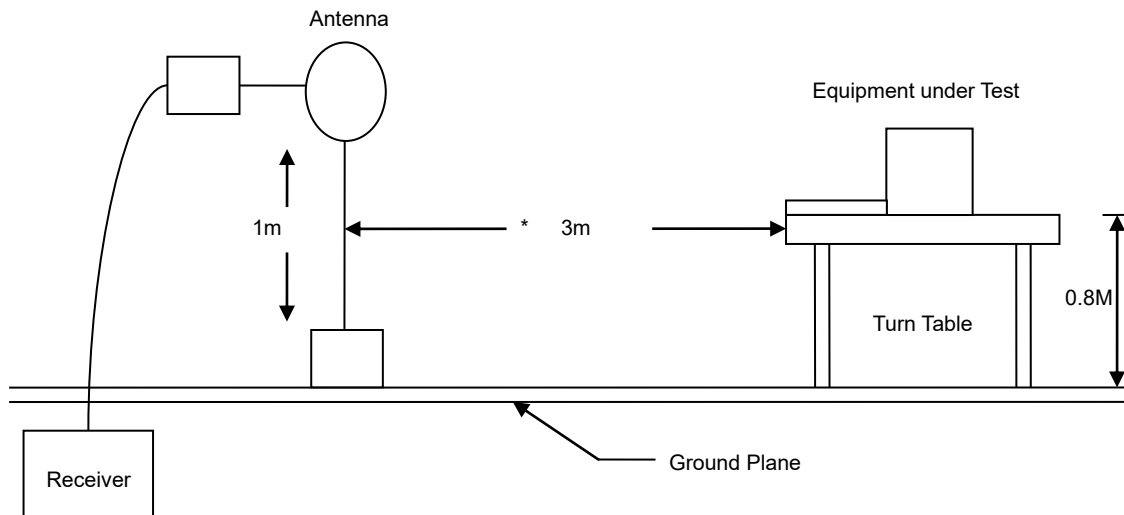 Antenna
Equipment under Test
1m
* 3m
0.8M
Turn Table
Ground Plane
Receiver